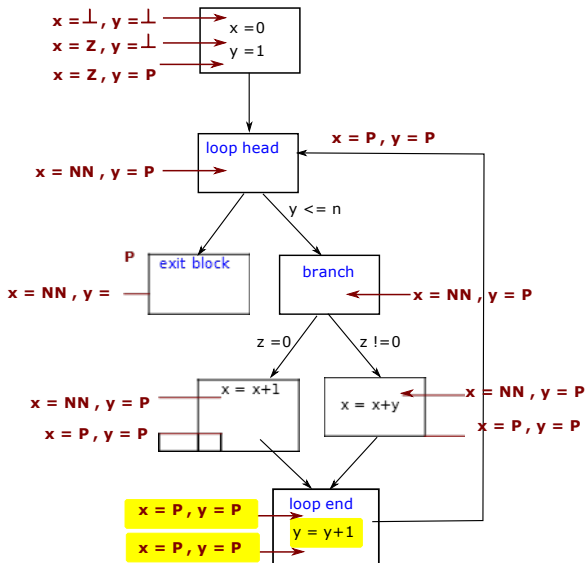 x = ⊥ , y = ⊥
x =0
x = Z , y = ⊥
y =1
x = Z , y = P
x = P , y = P
loop head
x = NN , y = P
y <= n
P
exit block
branch
x = NN , y =
x = NN , y = P
z =0
z !=0
x = x+1
x = NN , y = P
x = NN , y = P
x = x+y
x = P , y = P
x = P , y = P
loop end
x = P , y = P
y = y+1
x = P , y = P